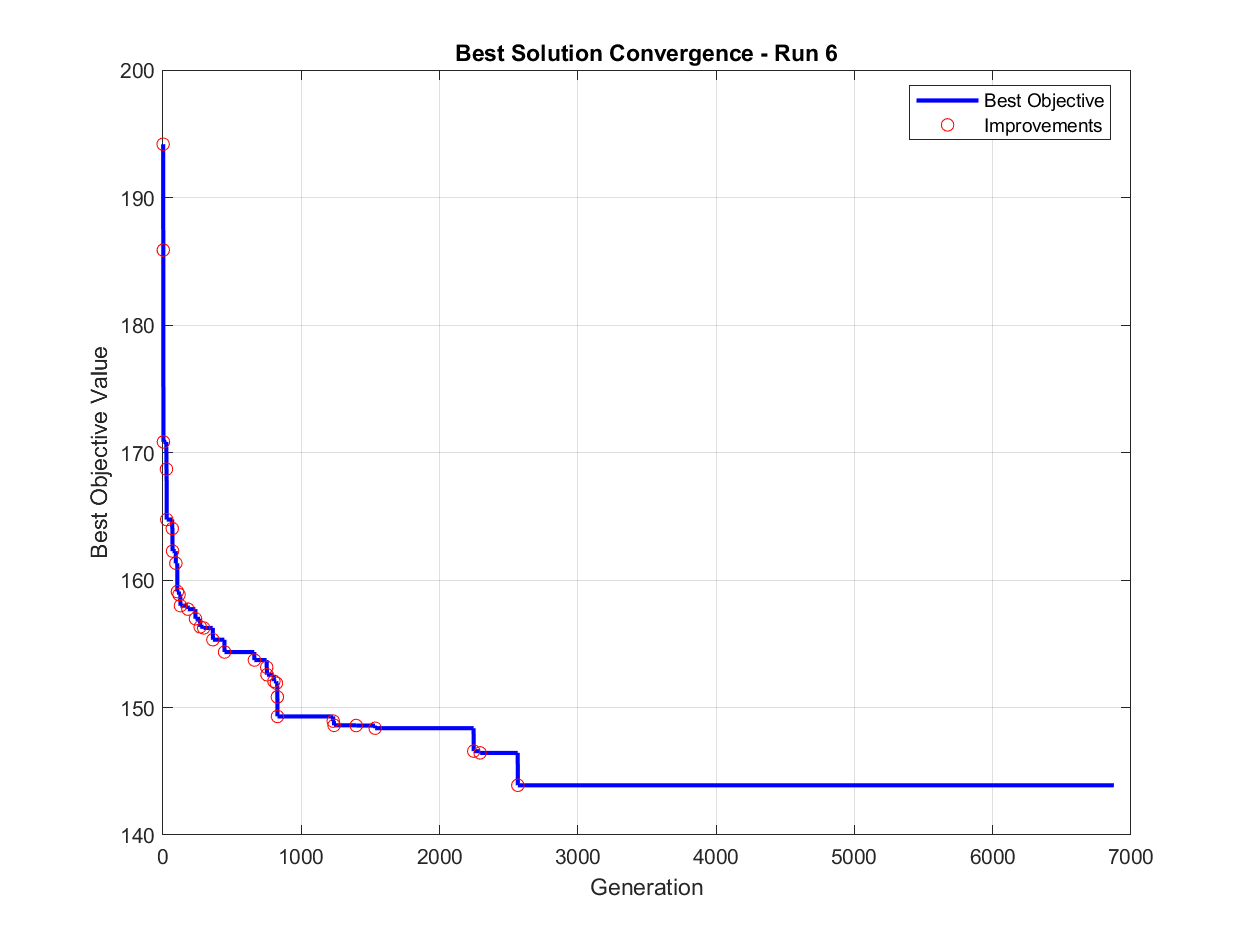 Best Solution Convergence - Run 6
200
190
180
170
160
150
140
Best Objective Value
Best Objective
Improvements
0 1000 2000 3000 4000 5000 6000 7000
Generation